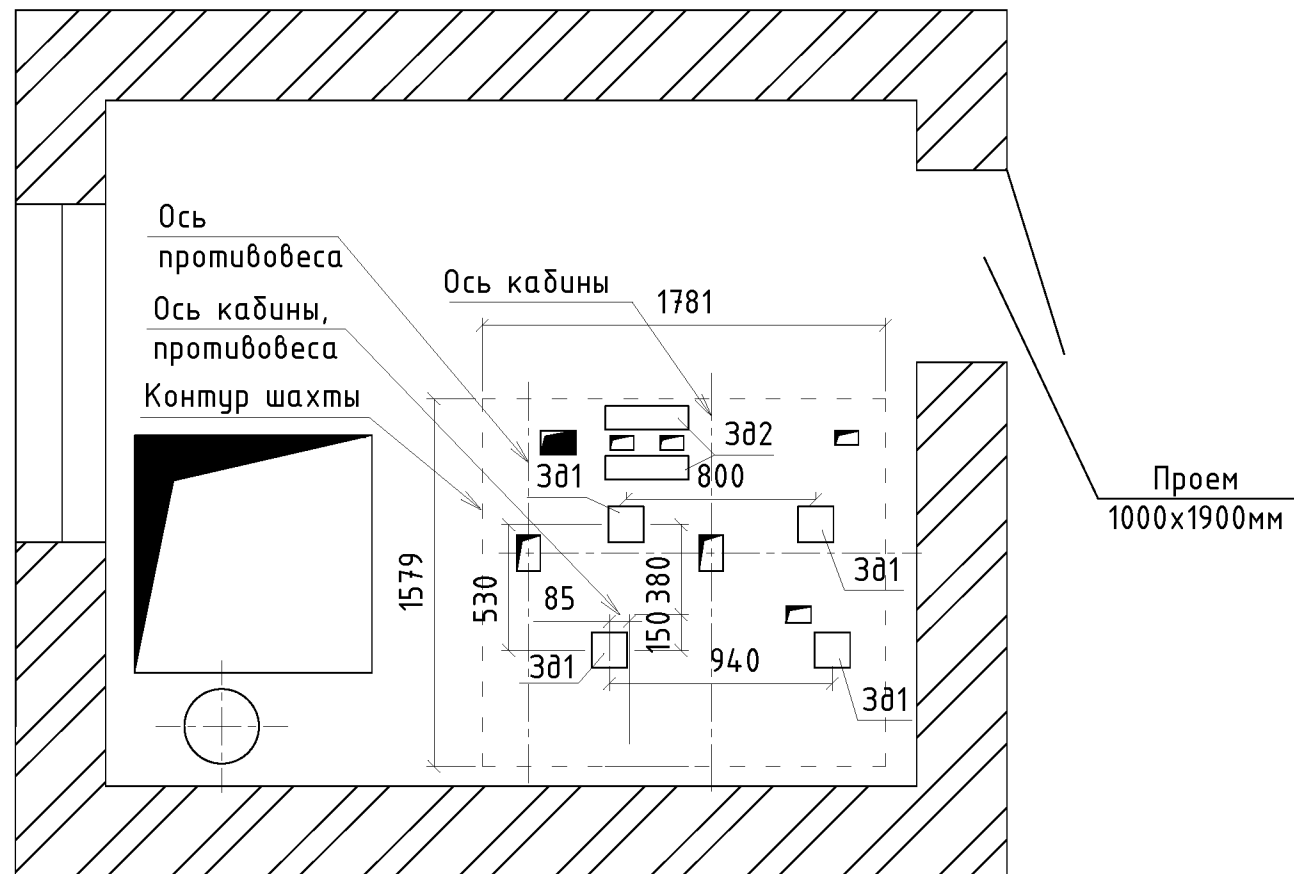 Ось
противовеса
Ось кабины
1781
Ось кабины,
противовеса
Контур шахты
Зд2
Зд1
800
Проем
1000х1900мм
1579
530
85
380
150
Зд1
Зд1
940
Зд1